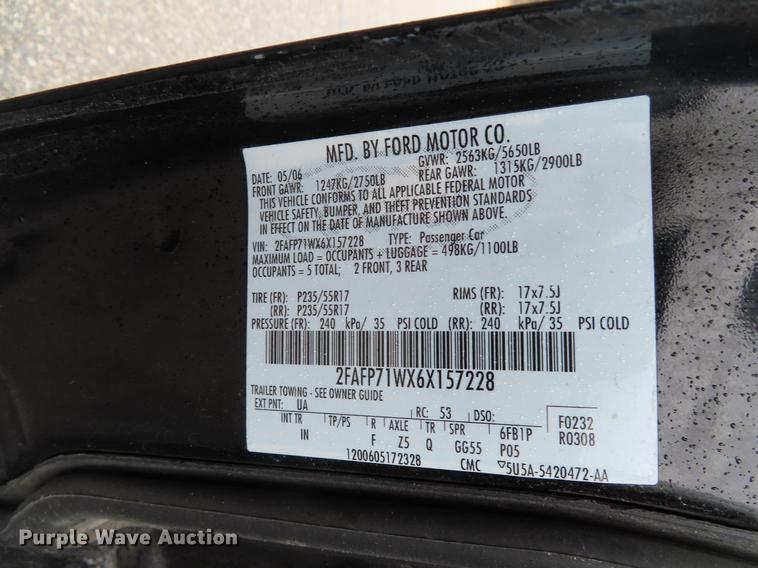 MFD. BY FORD MOTOR CO.
DATE: 05/06 GVWR: 2563KG/5650LB
FRONT GAWR: 1247KG/2750LB REAR GAWR: 1315KG/2900LB
THIS VEHICLE CONFORMS TO ALL APPLICABLE FEDERAL MOTOR
VEHICLE SAFETY, BUMPER, AND THEFT PREVENTION STANDARDS
IN EFFECT ON THE DATE OF MANUFACTURE SHOWN ABOVE.
VIN: 2FAFP71WX6X157228 TYPE: Passenger Car
MAXIMUM LOAD = OCCUPANTS + LUGGAGE = 498KG/1100LB
OCCUPANTS = 5 TOTAL; 2 FRONT, 3 REAR
TIRE (FR): P235/55R17 RIMS (FR): 17x7.5J
(RR): P235/55R17 (RR): 17x7.5J
PRESSURE (FR): 240 kPa/ 35 PSI COLD (RR): 240 kPa/ 35 PSI COLD
2FAFP71WX6X157228
TRAILER TOWING - SEE OWNER GUIDE
EXT PNT: UA RC: 53 DSO: F0232
INT TR TP/PS R AXLE TR SPR 6FB1P R0308
IN F Z5 Q GG55 P05
1200605172328 CMC ▽5U5A-5420472-AA
Purple Wave Auction